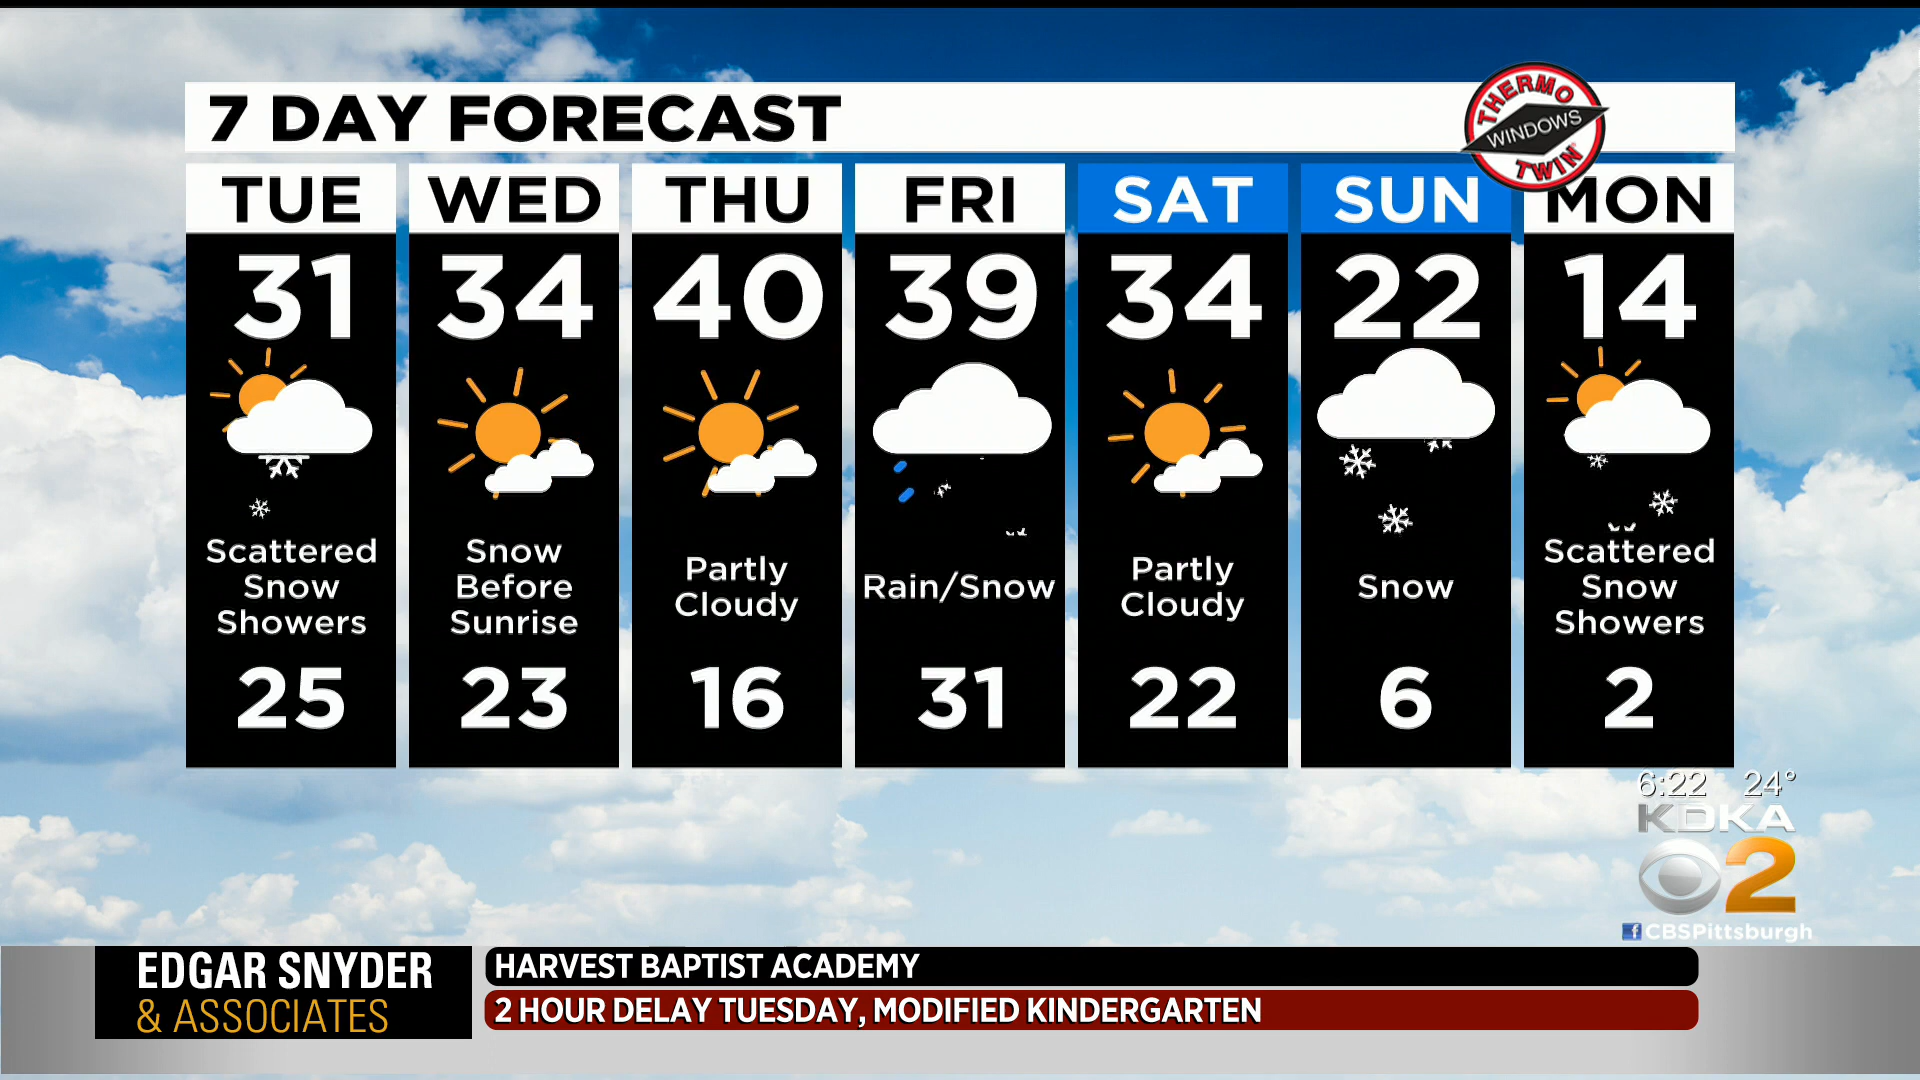 7 DAY FORECAST
THERMO
WINDOWS
TWIN
TUE WED THU FRI SAT SUN MON
31 34 40 39 34 22 14
Scattered
Snow
Showers
Snow
Before
Sunrise
Partly
Cloudy
Rain/Snow
Partly
Cloudy
Snow
Scattered
Snow
Showers
25 23 16 31 22 6 2
6:22 24°
KDKA
2
f CBSPittsburgh
EDGAR SNYDER
& ASSOCIATES
HARVEST BAPTIST ACADEMY
2 HOUR DELAY TUESDAY, MODIFIED KINDERGARTEN